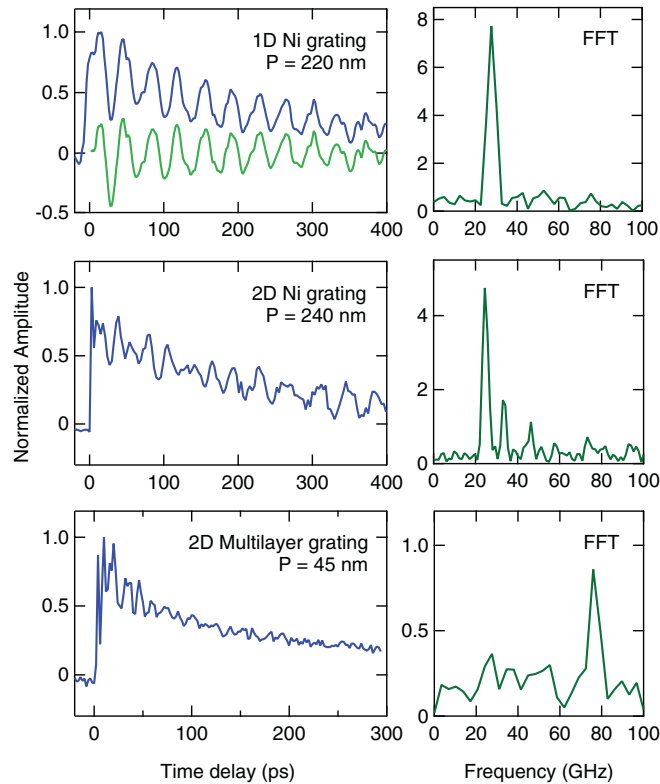 1D Ni grating
P = 220 nm
1.0
0.5
0
-0.5
0 100 200 300 400
FFT
8
6
4
2
0
0 20 40 60 80 100
2D Ni grating
P = 240 nm
1.0
0.5
0
0 100 200 300 400
FFT
4
2
0
0 20 40 60 80 100
2D Multilayer grating
P = 45 nm
1.0
0.5
0
0 100 200 300
FFT
1.0
0.5
0
0 20 40 60 80 100
Normalized Amplitude
Time delay (ps)
Frequency (GHz)